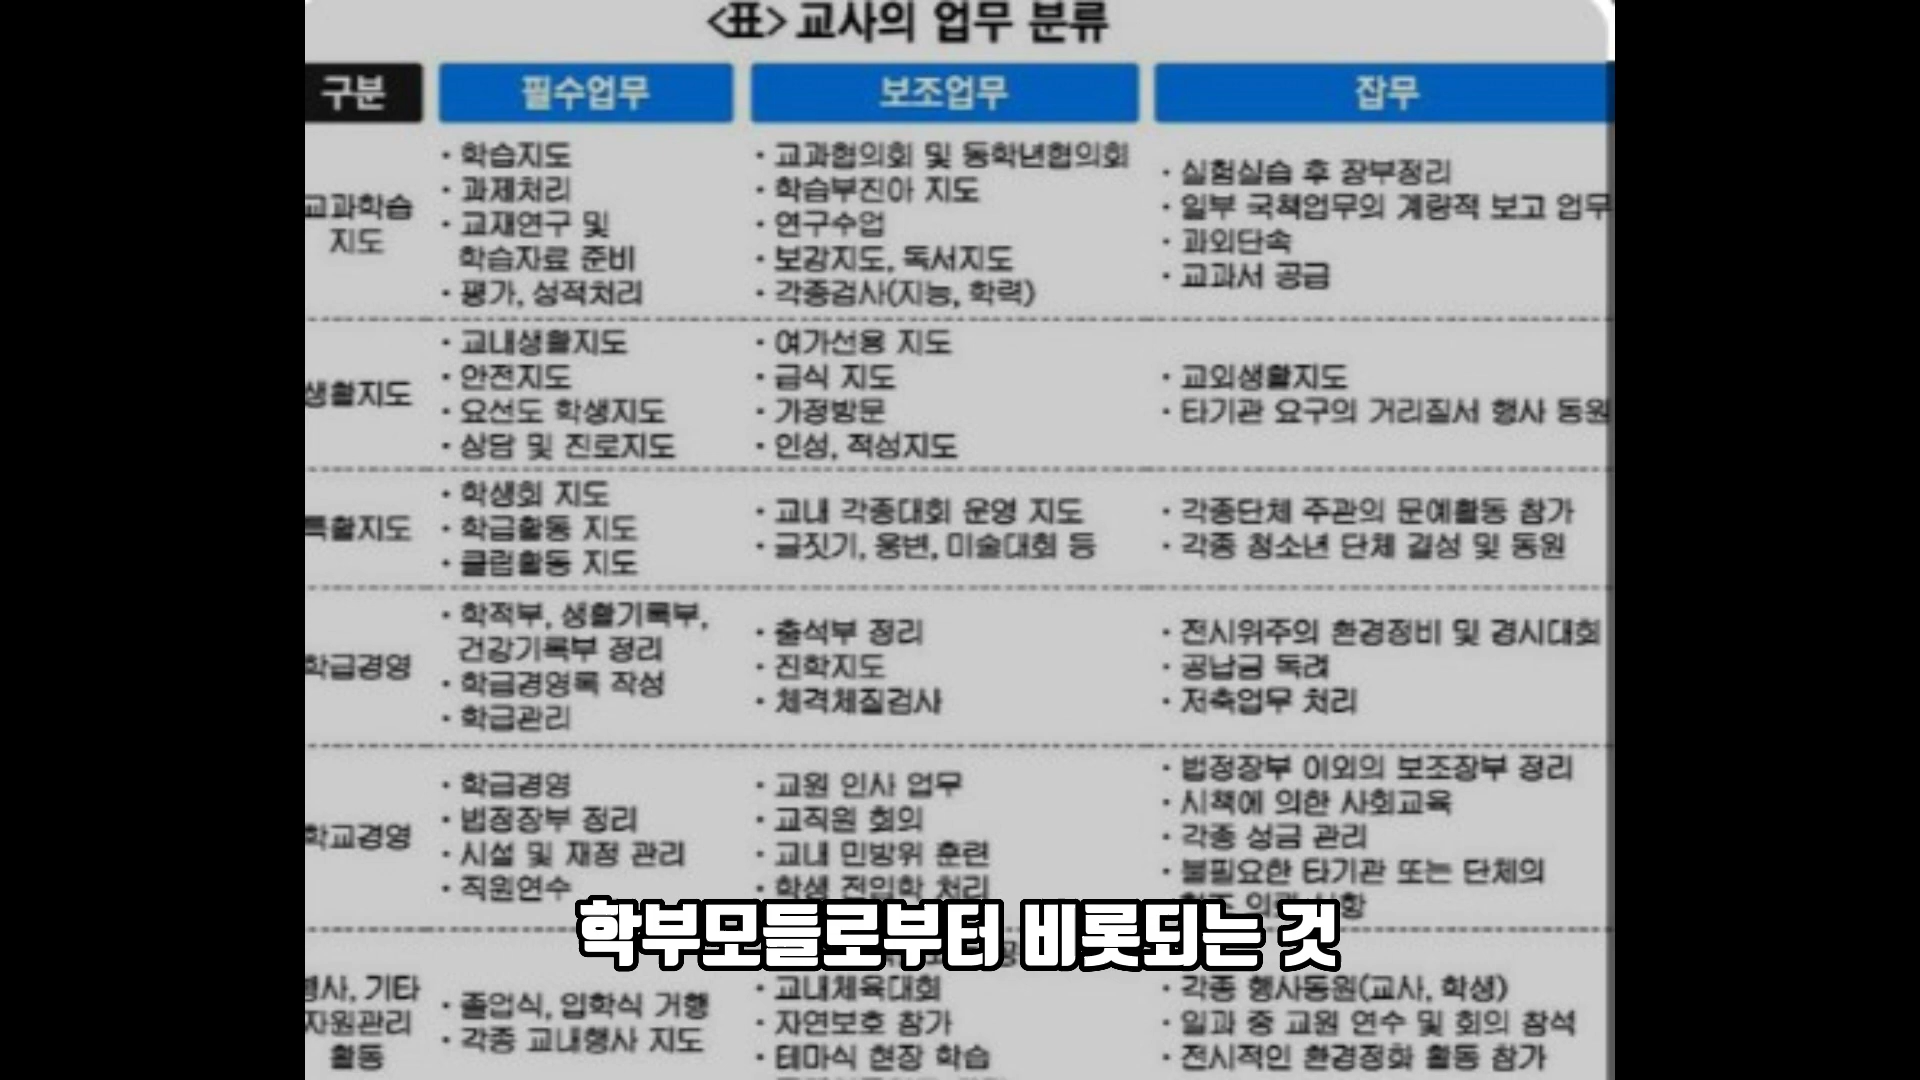 <표> 교사의 업무 분류
구분 필수업무 보조업무 잡무
교과학습 지도
· 학습지도
· 과제처리
· 교재연구 및
학습자료 준비
· 평가, 성적처리
· 교과협의회 및 동학년협의회
· 학습부진아 지도
· 연구수업
· 보강지도, 독서지도
· 각종검사(지능, 학력)
· 실험실습 후 장부정리
· 일부 국책업무의 계량적 보고 업무
· 과외단속
· 교과서 공급
생활지도
· 교내생활지도
· 안전지도
· 요선도 학생지도
· 상담 및 진로지도
· 여가선용 지도
· 급식 지도
· 가정방문
· 인성, 적성지도
· 교외생활지도
· 타기관 요구의 거리질서 행사 동원
특활지도
· 학생회 지도
· 학급활동 지도
· 클럽활동 지도
· 교내 각종대회 운영 지도
· 글짓기, 웅변, 미술대회 등
· 각종단체 주관의 문예활동 참가
· 각종 청소년 단체 결성 및 동원
학급경영
· 학적부, 생활기록부,
건강기록부 정리
· 학급경영록 작성
· 학급관리
· 출석부 정리
· 진학지도
· 체격체질검사
· 전시위주의 환경정비 및 경시대회
· 공납금 독려
· 저축업무 처리
학교경영
· 학급경영
· 법정장부 정리
· 시설 및 재정 관리
· 직원연수
· 교원 인사 업무
· 교직원 회의
· 교내 민방위 훈련
· 학생 전입학 처리
· 법정장부 이외의 보조장부 정리
· 시책에 의한 사회교육
· 각종 성금 관리
· 불필요한 타기관 또는 단체의
행사, 기타
자원관리
활동
· 졸업식, 입학식 거행
· 각종 교내행사 지도
· 교내체육대회
· 자연보호 참가
· 테마식 현장 학습
· 각종 행사동원(교사, 학생)
· 일과 중 교원 연수 및 회의 참석
· 전시적인 환경정화 활동 참가
학부모들로부터 비롯되는 것